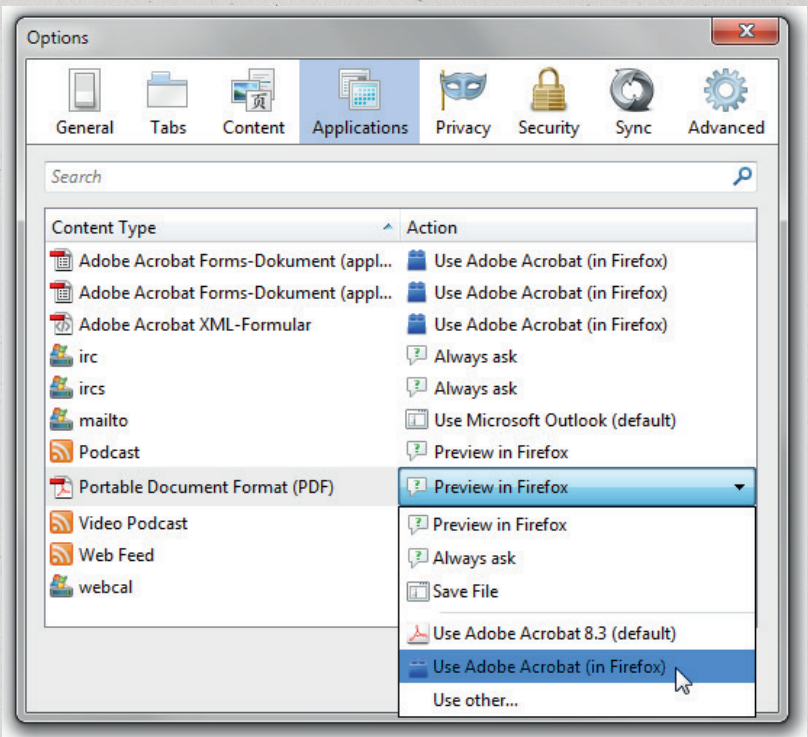 Options
General Tabs Content Applications Privacy Security Sync Advanced
Search
Content Type Action
Adobe Acrobat Forms-Dokument (appl... Use Adobe Acrobat (in Firefox)
Adobe Acrobat Forms-Dokument (appl... Use Adobe Acrobat (in Firefox)
Adobe Acrobat XML-Formular Use Adobe Acrobat (in Firefox)
irc Always ask
ircs Always ask
mailto Use Microsoft Outlook (default)
Podcast Preview in Firefox
Portable Document Format (PDF) Preview in Firefox
Video Podcast Preview in Firefox
Web Feed Always ask
webcal Save File
Use Adobe Acrobat 8.3 (default)
Use Adobe Acrobat (in Firefox)
Use other...